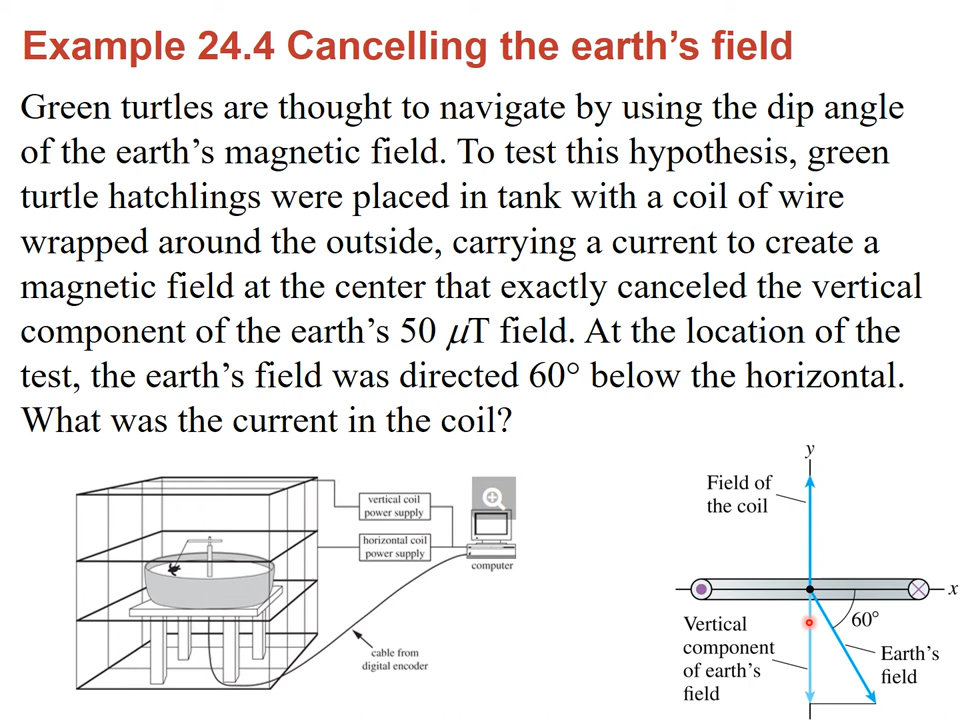 Example 24.4 Cancelling the earth's field
Green turtles are thought to navigate by using the dip angle
of the earth's magnetic field. To test this hypothesis, green
turtle hatchlings were placed in tank with a coil of wire
wrapped around the outside, carrying a current to create a
magnetic field at the center that exactly canceled the vertical
component of the earth's 50 μT field. At the location of the
test, the earth's field was directed 60° below the horizontal.
What was the current in the coil?
vertical coil
power supply
horizontal coil
power supply
computer
cable from
digital encoder
y
Field of
the coil
x
60°
Vertical
component
of earth's
field
Earth's
field